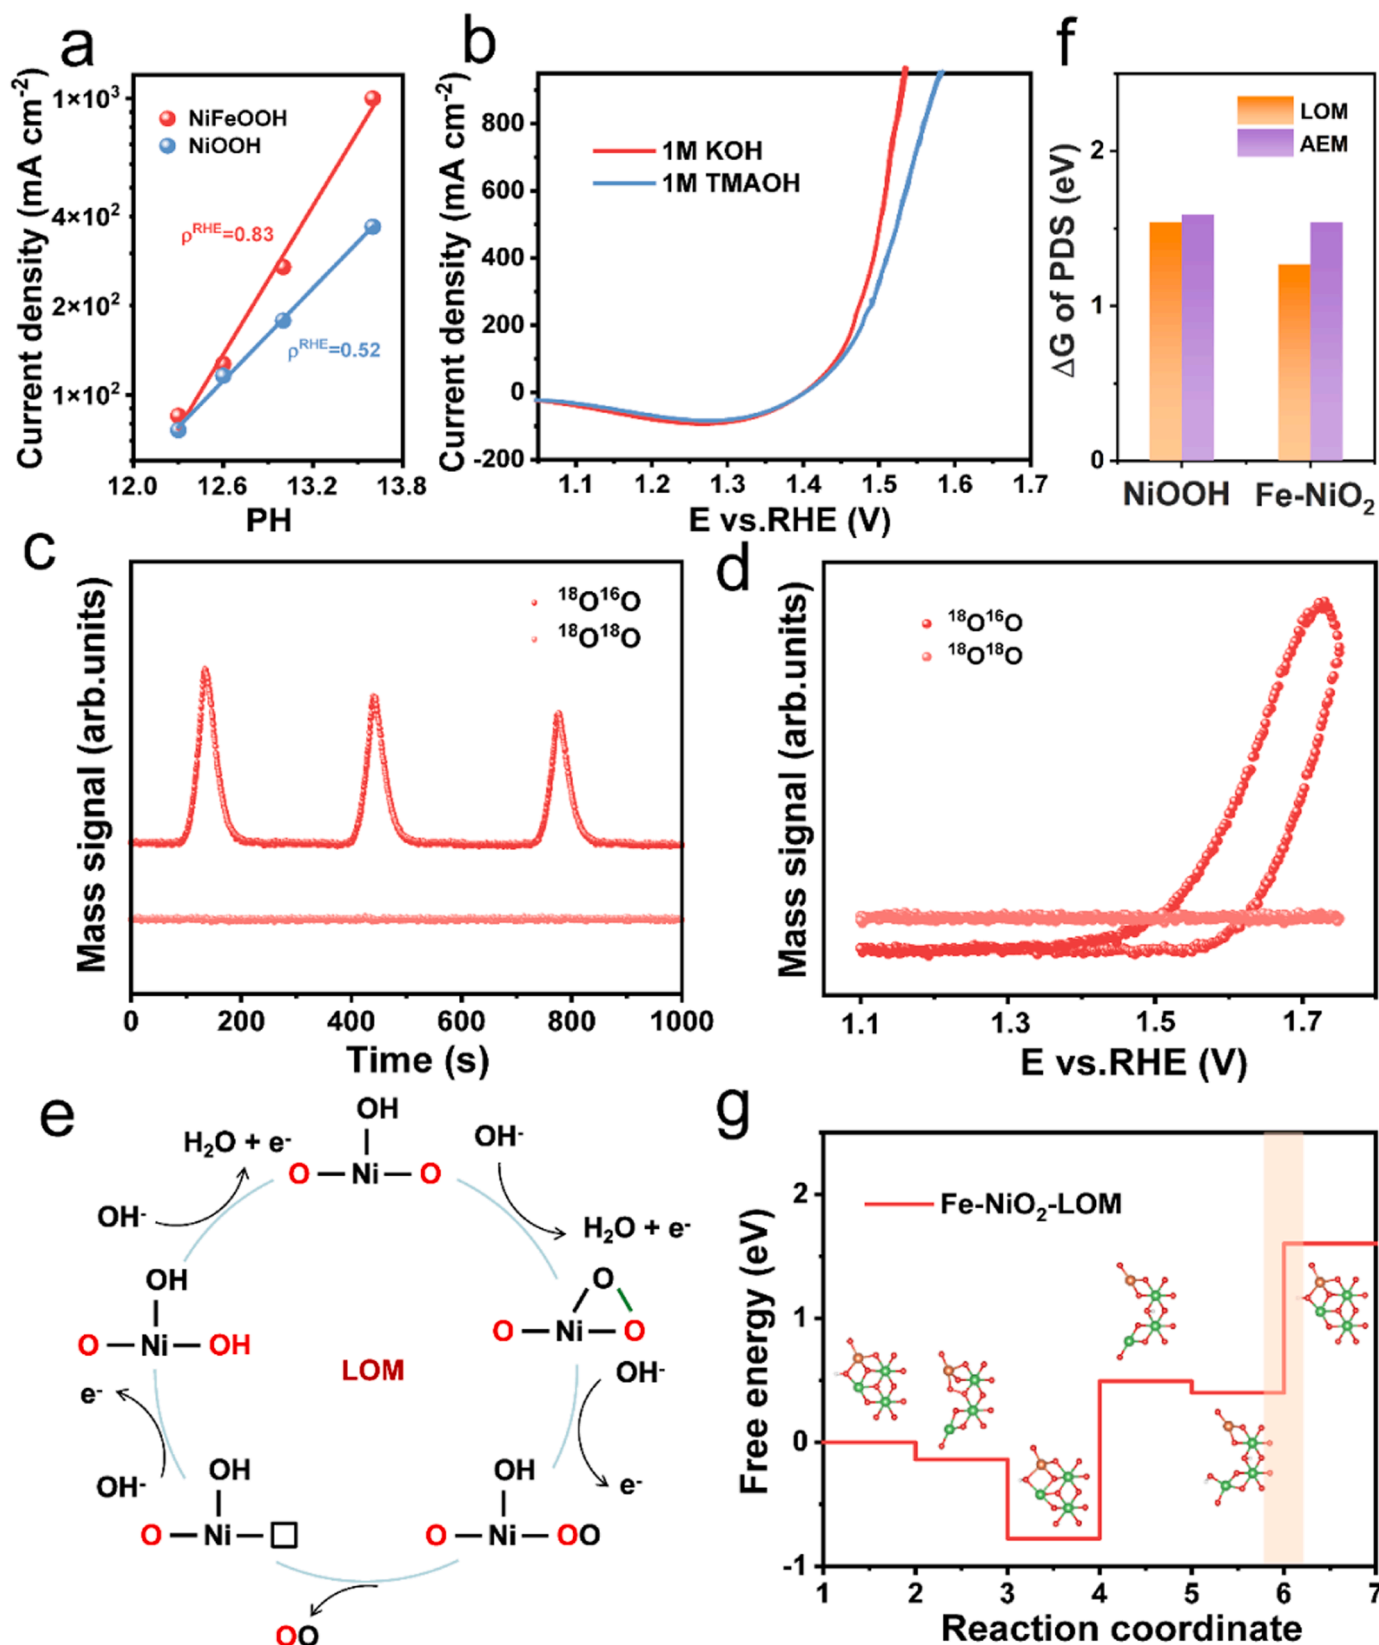 a
Current density (mA cm⁻²)
1×10³
4×10²
2×10²
1×10²
NiFeOOH
NiOOH
ρᴿᴴᴱ=0.83
ρᴿᴴᴱ=0.52
12.0 12.6 13.2 13.8
PH
b
Current density (mA cm⁻²)
800
600
400
200
0
-200
1M KOH
1M TMAOH
1.1 1.2 1.3 1.4 1.5 1.6 1.7
E vs.RHE (V)
f
ΔG of PDS (eV)
2
1
0
LOM
AEM
NiOOH Fe-NiO₂
c
Mass signal (arb.units)
¹⁸O¹⁶O
¹⁸O¹⁸O
0 200 400 600 800 1000
Time (s)
d
Mass signal (arb.units)
¹⁸O¹⁶O
¹⁸O¹⁸O
1.1 1.3 1.5 1.7
E vs.RHE (V)
e
OH
O Ni O
OH⁻
H₂O + e⁻
O
O Ni O
OH⁻
e⁻
OH
O Ni OO
OO
OH
O Ni
OH⁻
e⁻
OH
O Ni OH
OH⁻
H₂O + e⁻
LOM
g
Free energy (eV)
2
1
0
-1
Fe-NiO₂-LOM
1 2 3 4 5 6 7
Reaction coordinate